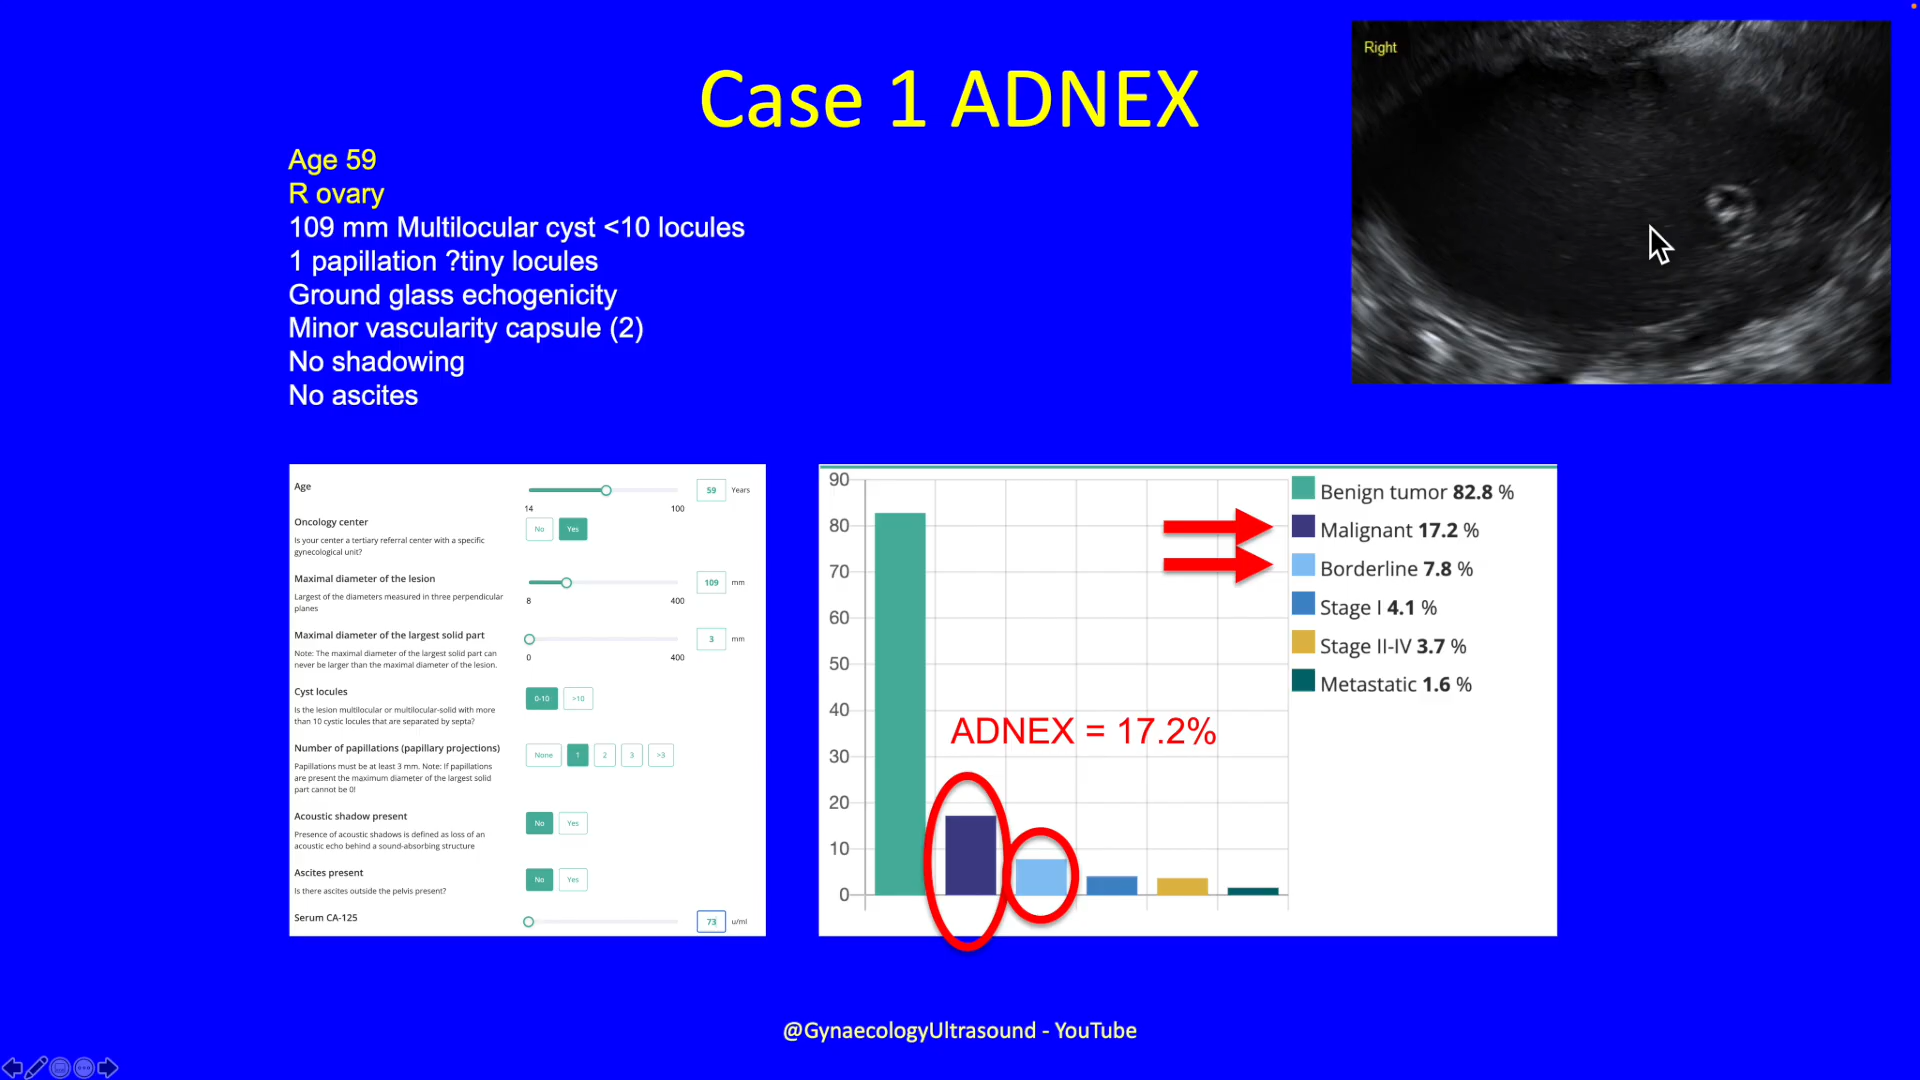 Right
Case 1 ADNEX
Age 59
R ovary
109 mm Multilocular cyst <10 locules
1 papillation ?tiny locules
Ground glass echogenicity
Minor vascularity capsule (2)
No shadowing
No ascites
Age
59 Years
14 100
Oncology center
No Yes
Is your center a tertiary referral center with a specific
gynecological unit?
Maximal diameter of the lesion
109 mm
Largest of the diameters measured in three perpendicular
planes
8 400
Maximal diameter of the largest solid part
3 mm
Note: The maximal diameter of the largest solid part can
never be larger than the maximal diameter of the lesion.
0 400
Cyst locules
0-10 >10
Is the lesion multilocular or multilocular-solid with more
than 10 cystic locules that are separated by septa?
Number of papillations (papillary projections)
None 1 2 3 >3
Papillations must be at least 3 mm. Note: If papillations
are present the maximum diameter of the largest solid
part cannot be 0!
Acoustic shadow present
No Yes
Presence of acoustic shadows is defined as loss of an
acoustic echo behind a sound-absorbing structure
Ascites present
No Yes
Is there ascites outside the pelvis present?
Serum CA-125
73 u/ml
90
80
70
60
50
40
30
20
10
0
ADNEX = 17.2%
Benign tumor 82.8 %
Malignant 17.2 %
Borderline 7.8 %
Stage I 4.1 %
Stage II-IV 3.7 %
Metastatic 1.6 %
@GynaecologyUltrasound - YouTube